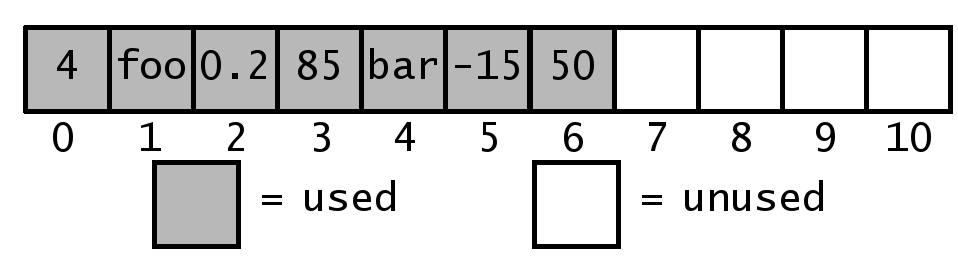 4 foo 0.2 85 bar -15 50
0 1 2 3 4 5 6 7 8 9 10
= used = unused